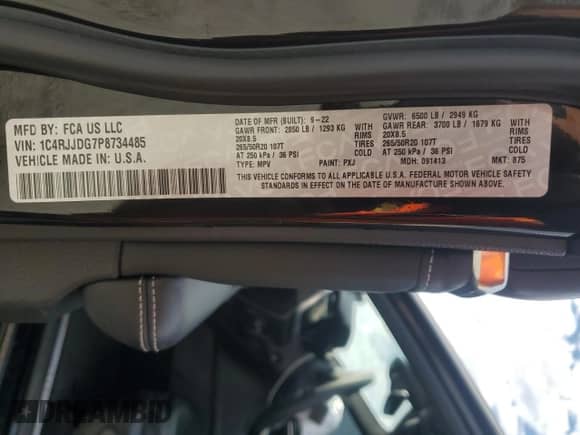 MFD BY: FCA US LLC
VIN: 1C4RJJDG7P8734485
VEHICLE MADE IN: U.S.A.
DATE OF MFR (BUILT): 9-22
GAWR FRONT: 2850 LB / 1293 KG WITH
20X8.5 RIMS
265/50R20 107T TIRES
AT 250 kPa / 36 PSI COLD
TYPE: MPV PAINT: PXJ
GVWR: 6500 LB / 2949 KG
GAWR REAR: 3700 LB / 1679 KG WITH
20X8.5 RIMS
265/50R20 107T TIRES
AT 250 kPa / 36 PSI COLD
MDH: 091413 MKT: 875
THIS VEHICLE CONFORMS TO ALL APPLICABLE U.S.A. FEDERAL MOTOR VEHICLE SAFETY
STANDARDS IN EFFECT ON THE DATE OF MANUFACTURE SHOWN ABOVE.
DREAMBID